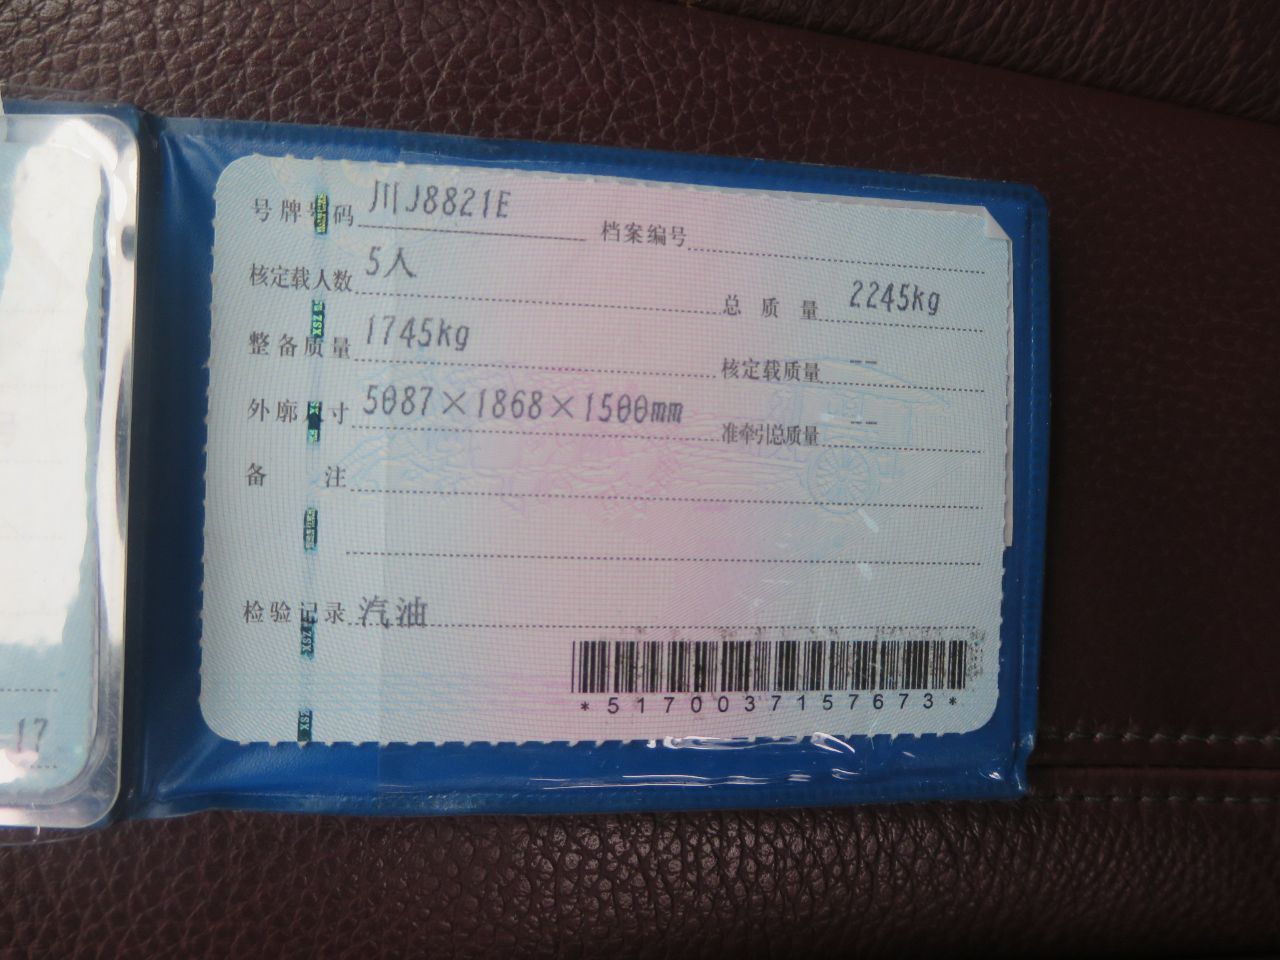 号牌号码 川J8821E 档案编号
核定载人数 5人 总质量 2245kg
整备质量 1745kg 核定载质量 --
外廓尺寸 5087×1868×1500mm 准牵引总质量 --
备注
检验记录 汽油
*5170037157673*
17